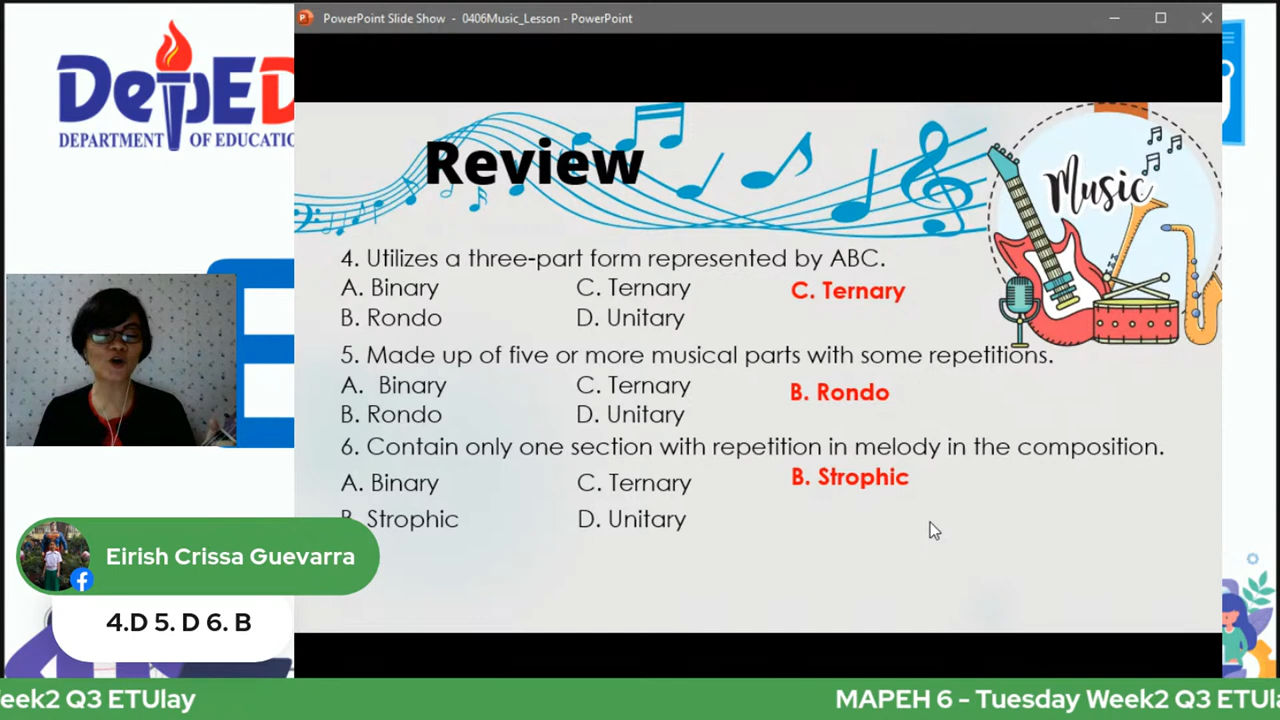 PowerPoint Slide Show - 0406Music_Lesson - PowerPoint
DepED
DEPARTMENT OF EDUCATION
Review
Music
4. Utilizes a three-part form represented by ABC.
A. Binary C. Ternary C. Ternary
B. Rondo D. Unitary
5. Made up of five or more musical parts with some repetitions.
A. Binary C. Ternary B. Rondo
B. Rondo D. Unitary
6. Contain only one section with repetition in melody in the composition.
A. Binary C. Ternary B. Strophic
B. Strophic D. Unitary
Eirish Crissa Guevarra
4.D 5. D 6. B
Week2 Q3 ETUlay MAPEH 6 - Tuesday Week2 Q3 ETUla